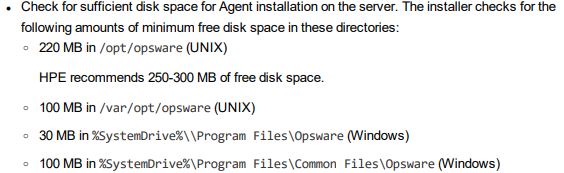 • Check for sufficient disk space for Agent installation on the server. The installer checks for the
following amounts of minimum free disk space in these directories:
◦ 220 MB in /opt/opsware (UNIX)
HPE recommends 250-300 MB of free disk space.
◦ 100 MB in /var/opt/opsware (UNIX)
◦ 30 MB in %SystemDrive%\\Program Files\Opsware (Windows)
◦ 100 MB in %SystemDrive%\Program Files\Common Files\Opsware (Windows)